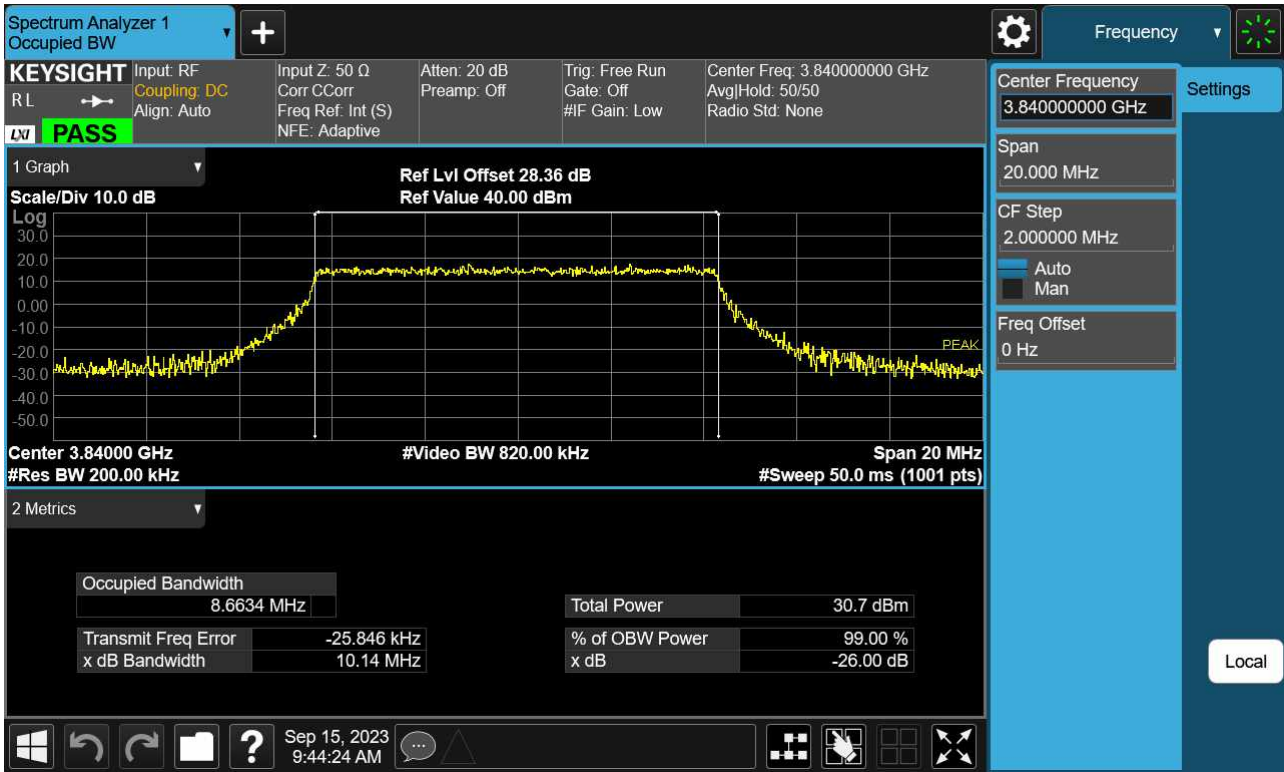 Spectrum Analyzer 1
Occupied BW
Frequency
KEYSIGHT
R L
LXI
PASS
Input: RF
Coupling: DC
Align: Auto
Input Z: 50 Ω
Corr CCorr
Freq Ref: Int (S)
NFE: Adaptive
Atten: 20 dB
Preamp: Off
Trig: Free Run
Gate: Off
#IF Gain: Low
Center Freq: 3.840000000 GHz
Avg|Hold: 50/50
Radio Std: None
1 Graph
Scale/Div 10.0 dB
Ref Lvl Offset 28.36 dB
Ref Value 40.00 dBm
Log
30.0
20.0
10.0
0.00
-10.0
-20.0
-30.0
-40.0
-50.0
PEAK
Center 3.84000 GHz
#Video BW 820.00 kHz
Span 20 MHz
#Res BW 200.00 kHz
#Sweep 50.0 ms (1001 pts)
2 Metrics
Occupied Bandwidth
8.6634 MHz
Total Power 30.7 dBm
Transmit Freq Error -25.846 kHz
% of OBW Power 99.00 %
x dB Bandwidth 10.14 MHz
x dB -26.00 dB
?
Sep 15, 2023
9:44:24 AM
Center Frequency
3.840000000 GHz
Settings
Span
20.000 MHz
CF Step
2.000000 MHz
Auto
Man
Freq Offset
0 Hz
Local